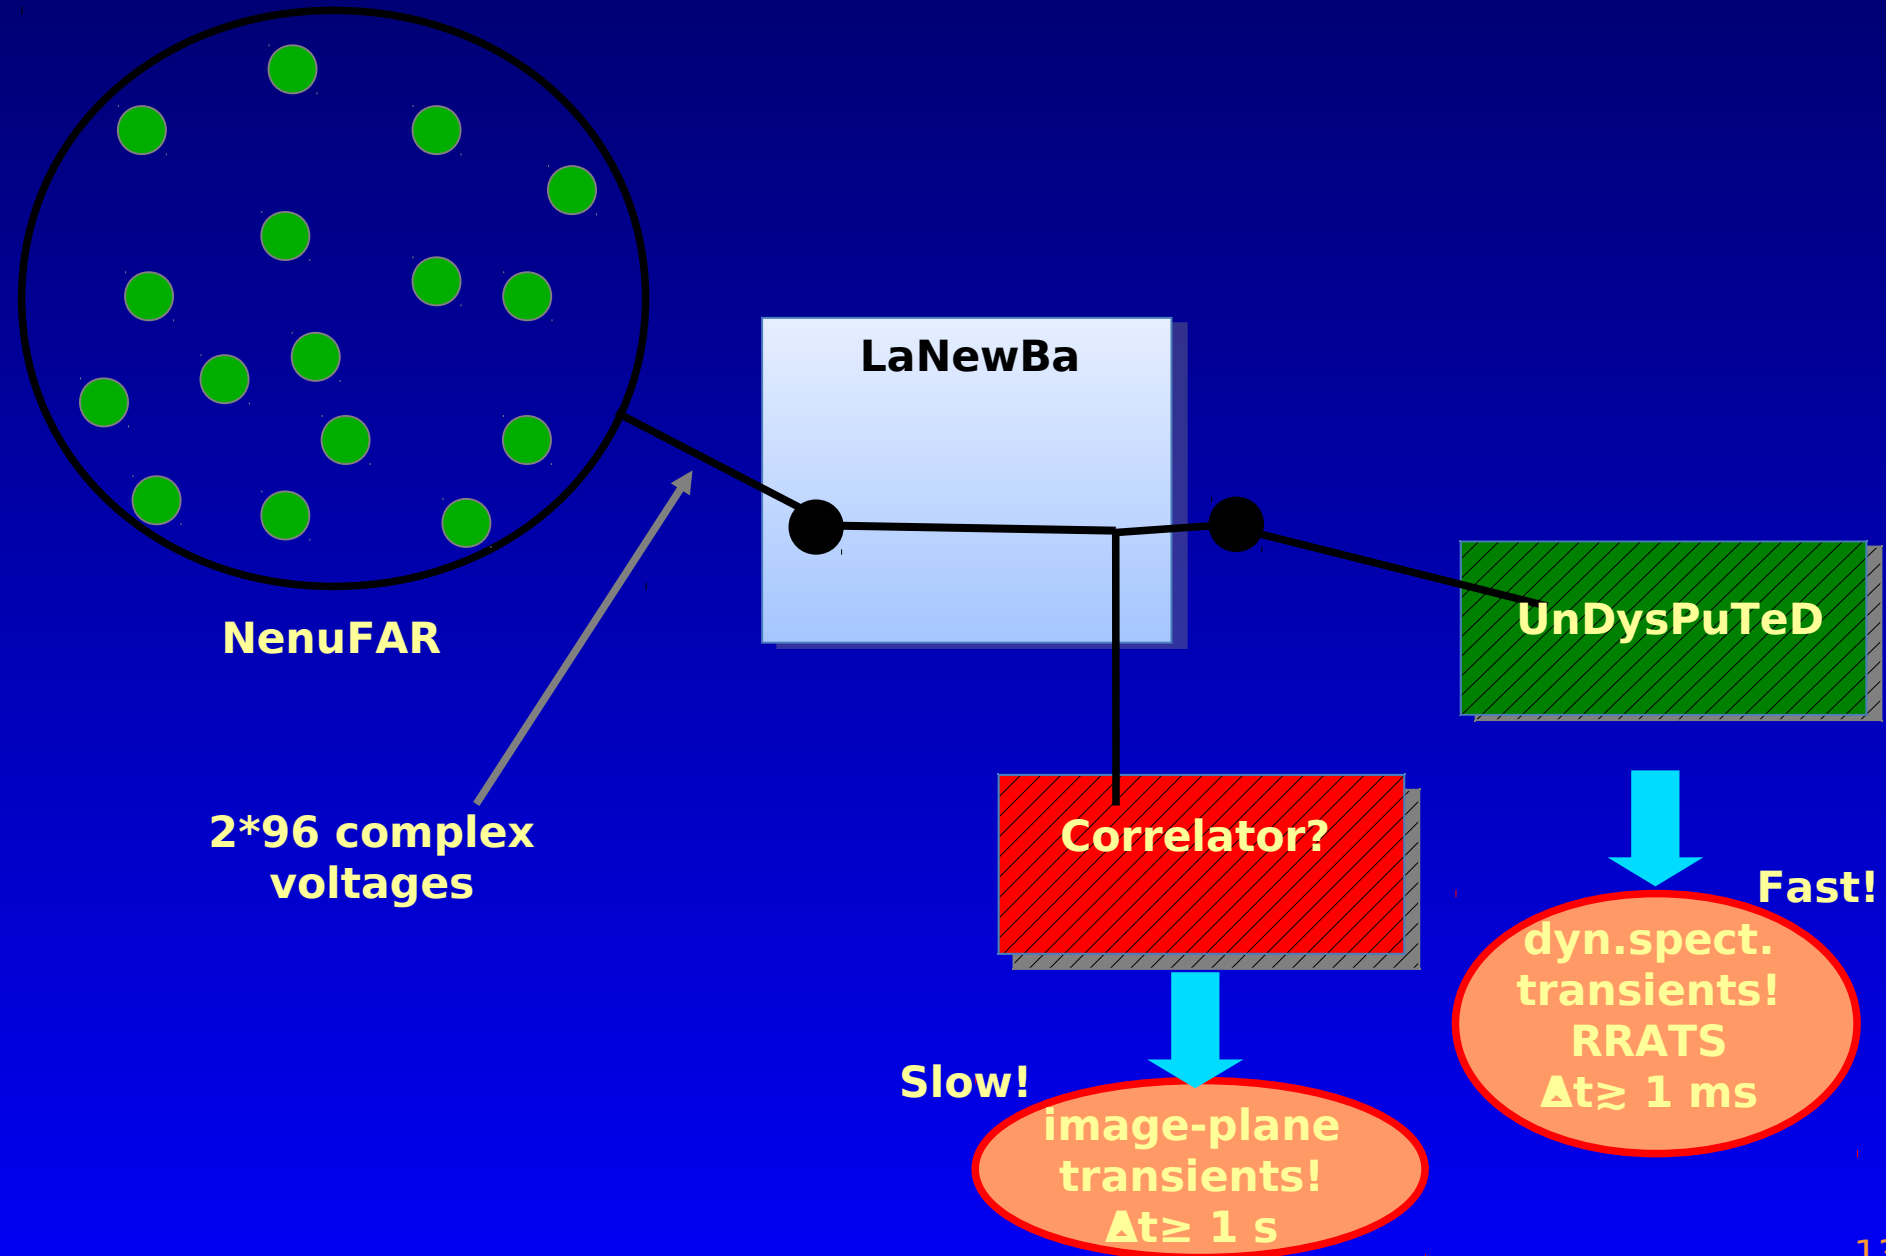 LaNewBa
NenuFAR
UnDysPuTeD
2*96 complex
voltages
Correlator?
Fast!
dyn.spect.
transients!
RRATS
Δt≳ 1 ms
Slow!
image-plane
transients!
Δt≥ 1 s